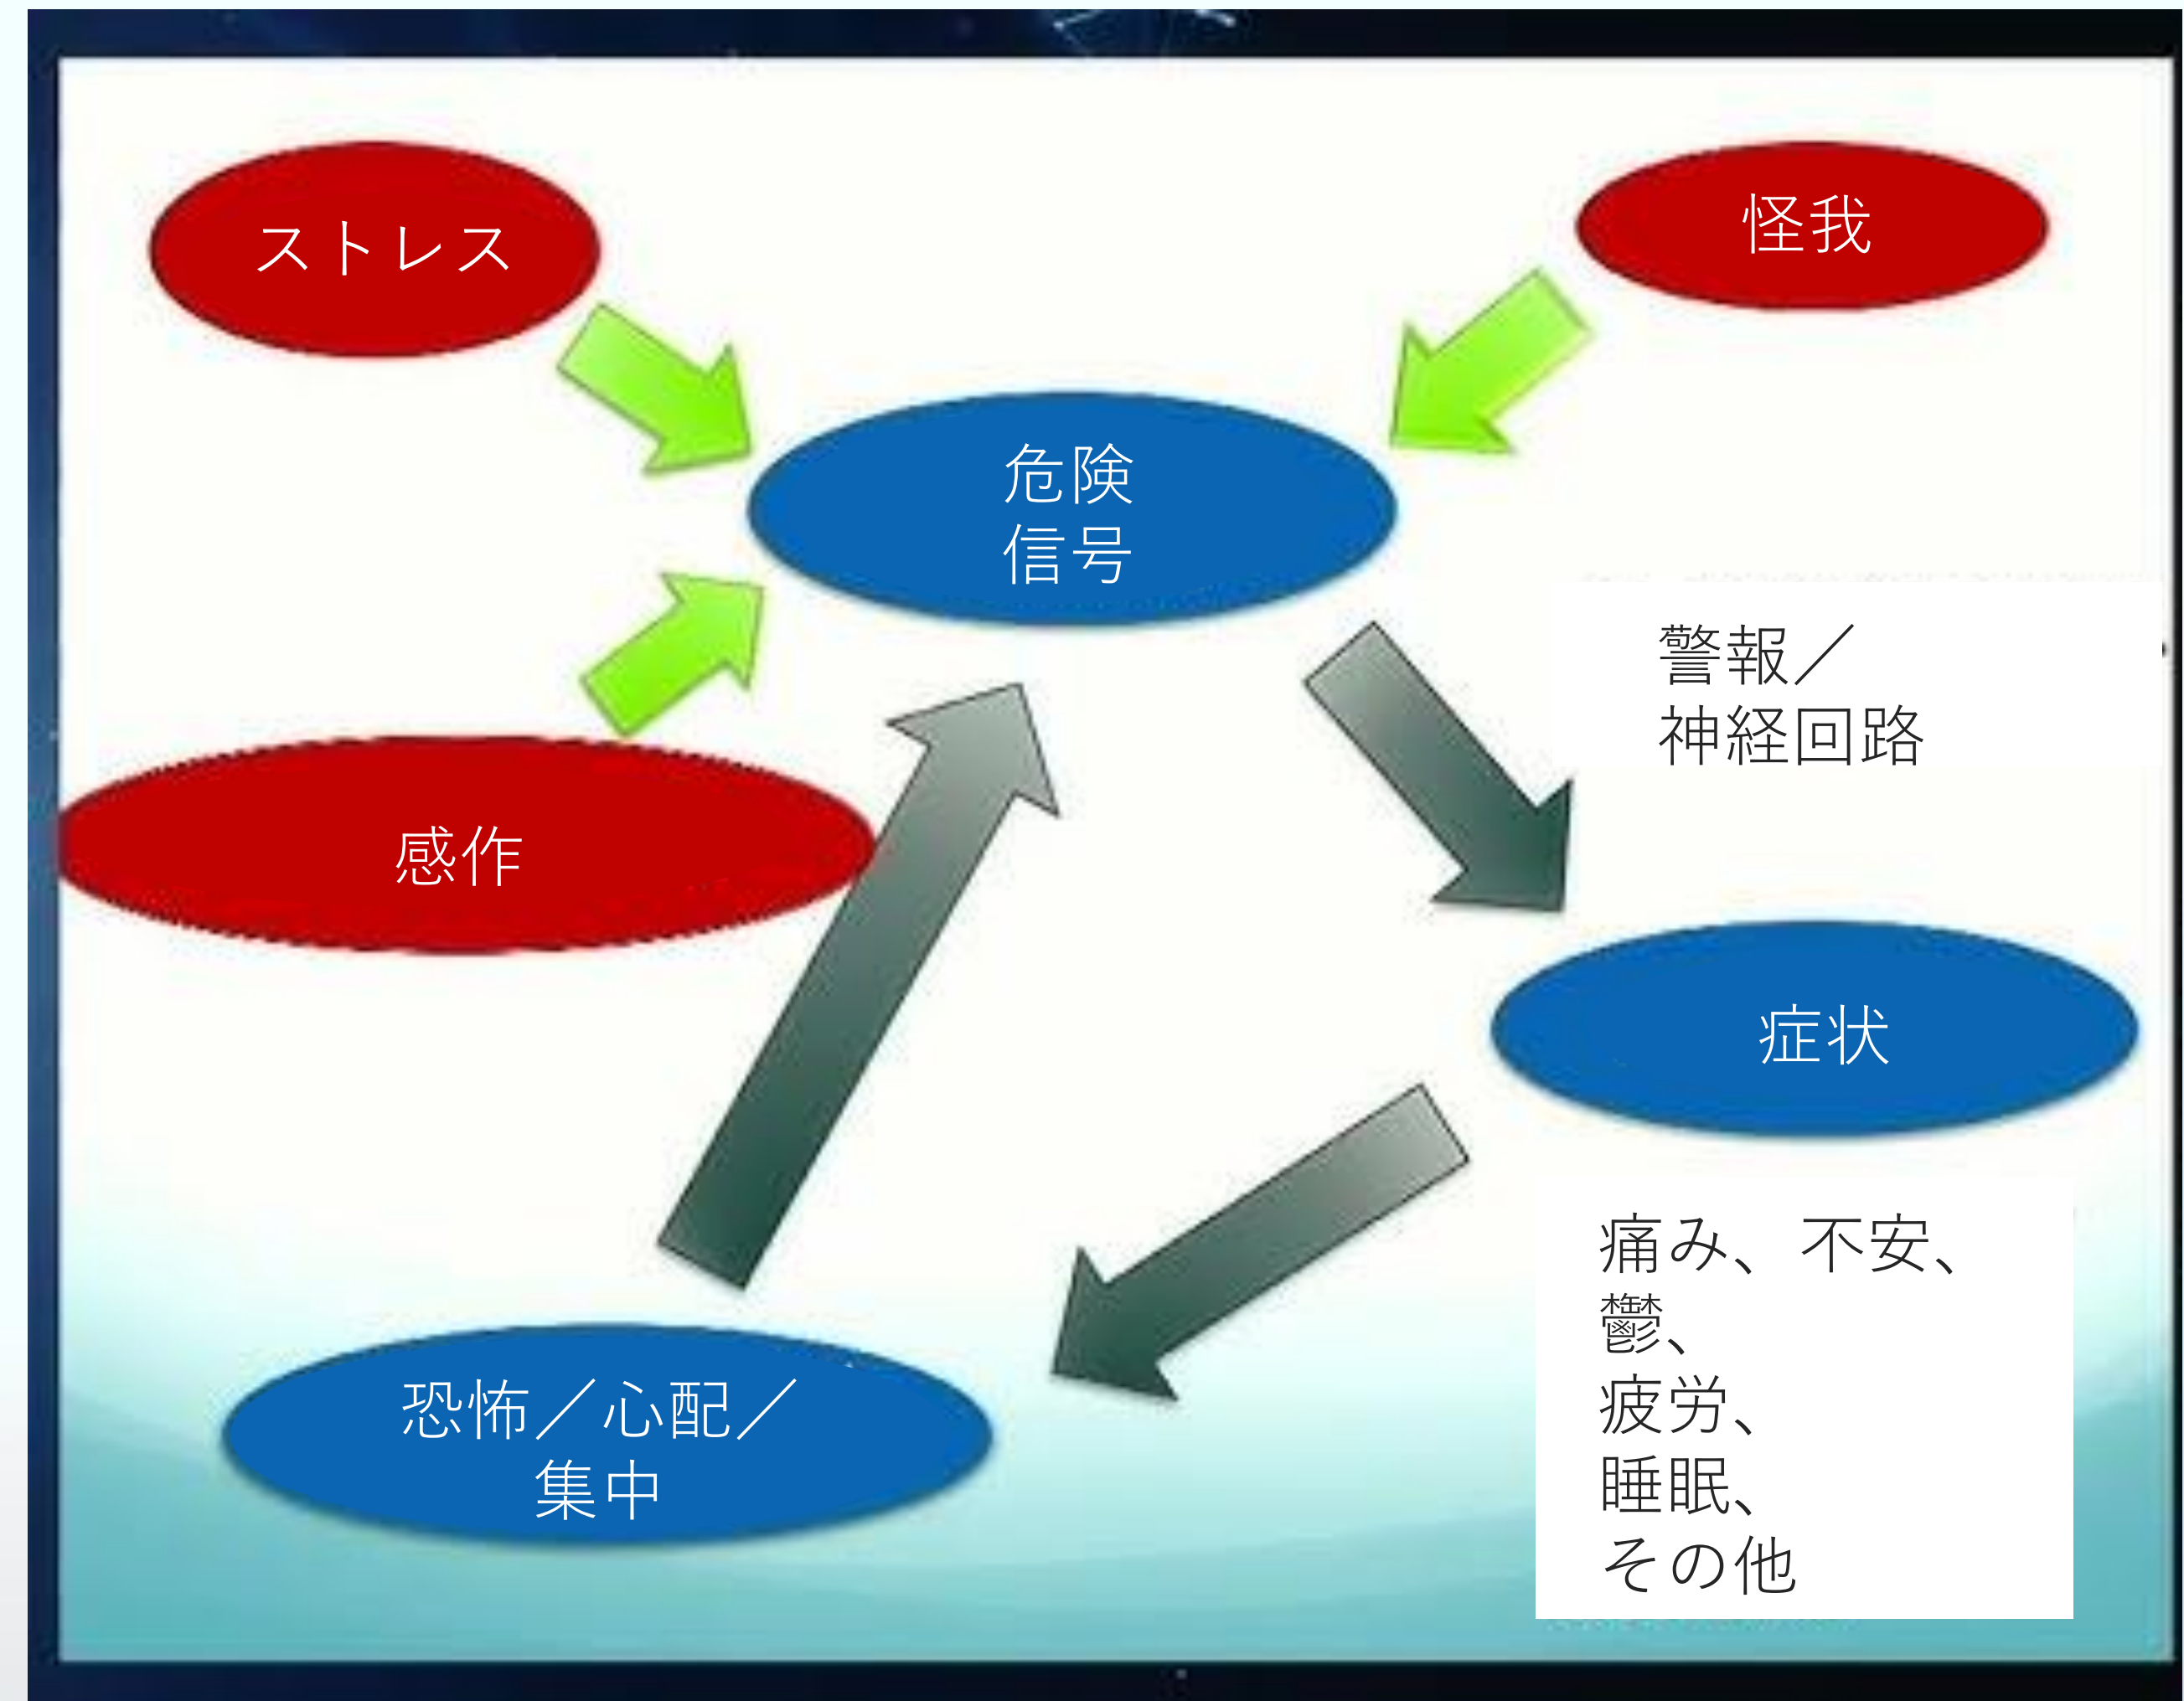 ストレス
怪我
危険
信号
警報／
神経回路
感作
症状
痛み、不安、
鬱、
疲労、
睡眠、
その他
恐怖／心配／
集中